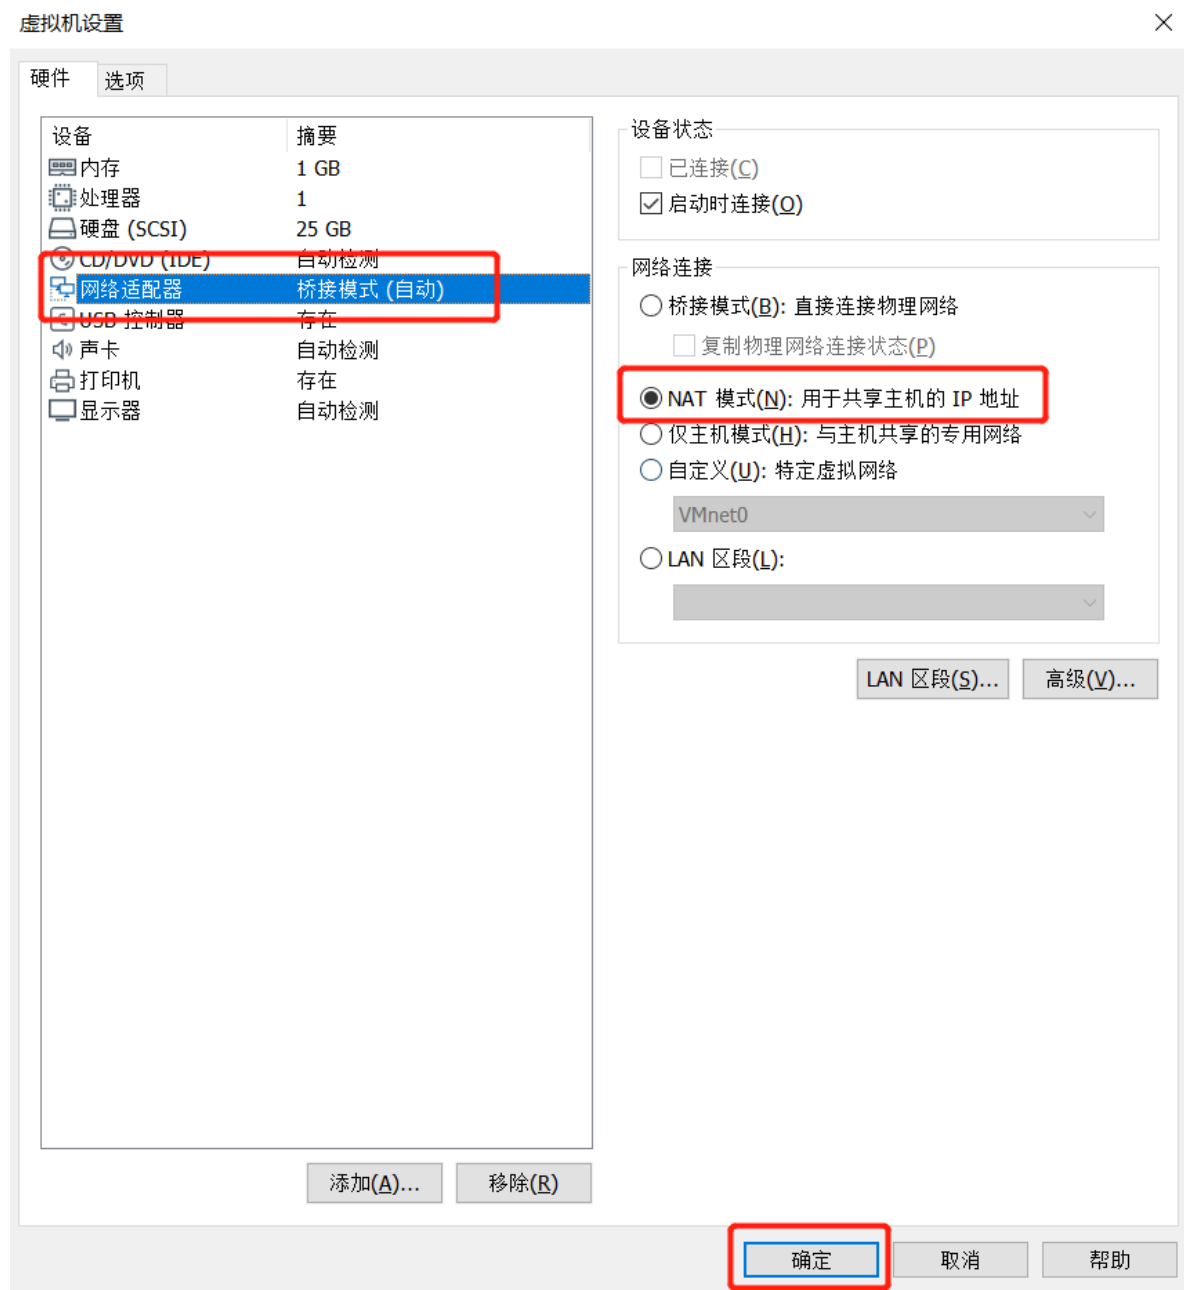 虚拟机设置
硬件 选项
设备 摘要
内存 1 GB
处理器 1
硬盘 (SCSI) 25 GB
CD/DVD (IDE) 自动检测
网络适配器 桥接模式 (自动)
USB 控制器 存在
声卡 自动检测
打印机 存在
显示器 自动检测
添加(A)... 移除(R)
设备状态
已连接(C)
启动时连接(O)
网络连接
桥接模式(B): 直接连接物理网络
复制物理网络连接状态(P)
NAT 模式(N): 用于共享主机的 IP 地址
仅主机模式(H): 与主机共享的专用网络
自定义(U): 特定虚拟网络
VMnet0
LAN 区段(L):
LAN 区段(S)... 高级(V)...
确定 取消 帮助